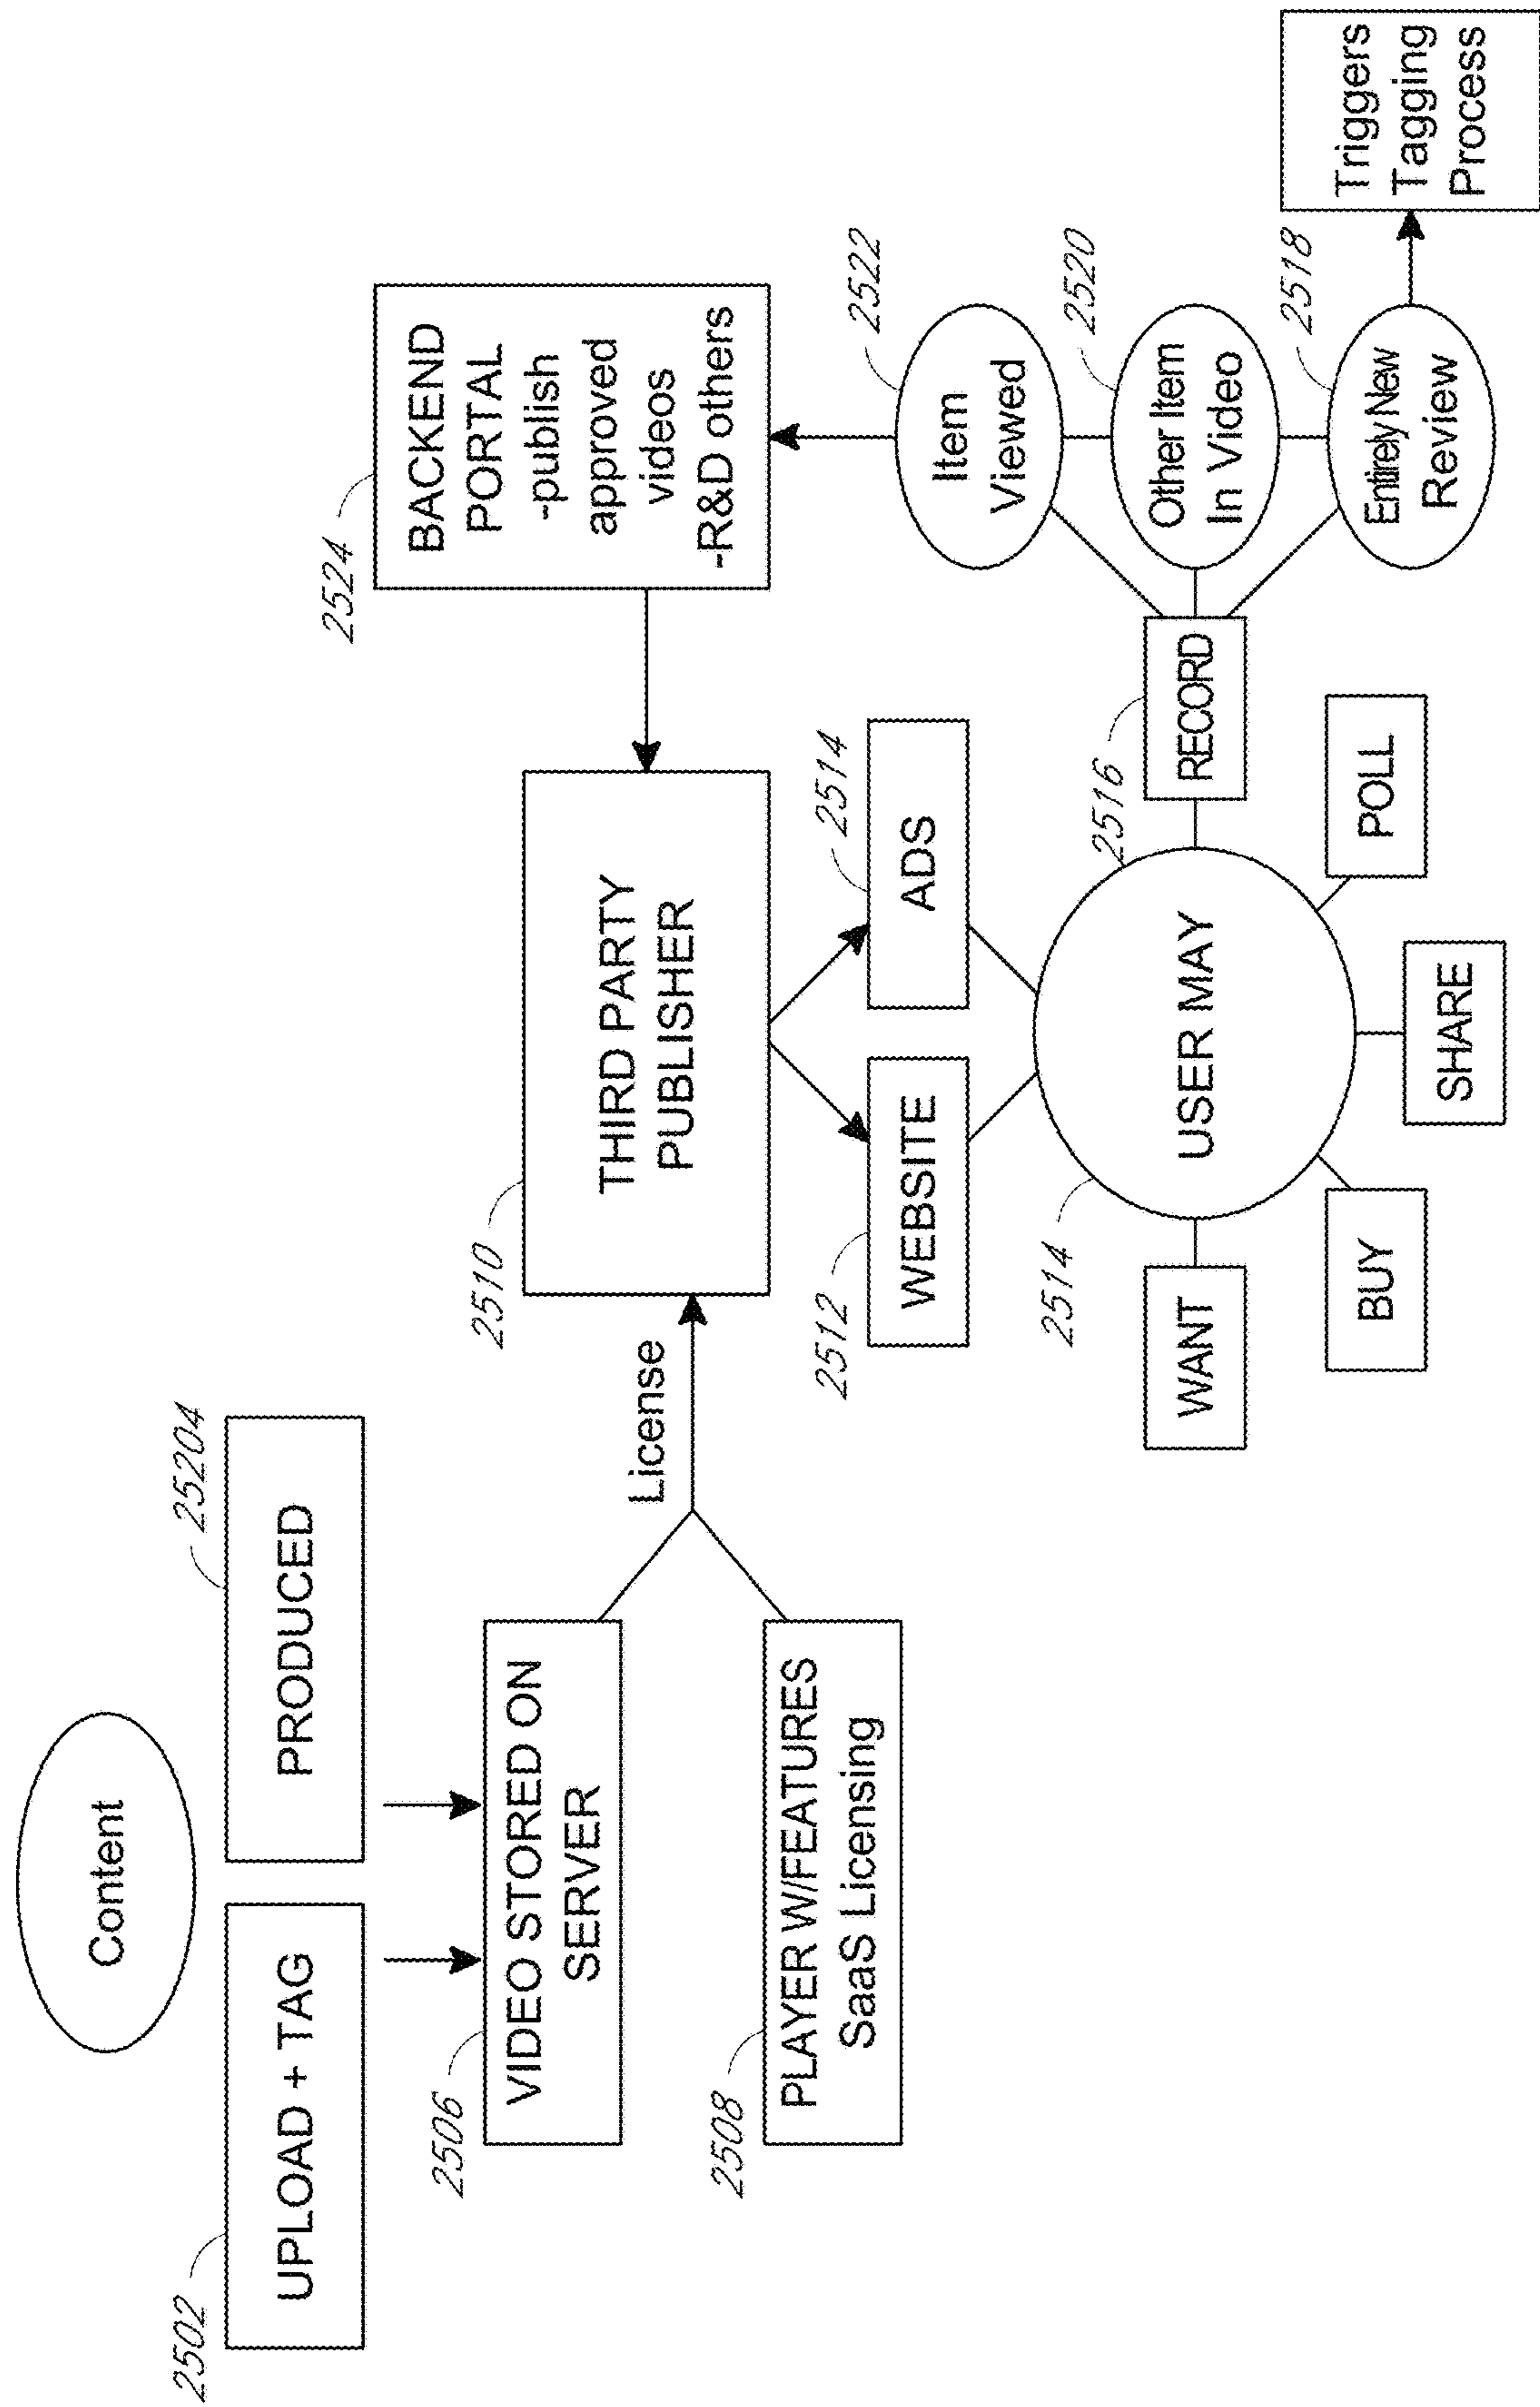 Content
2502
UPLOAD + TAG
25204
PRODUCED
2506
VIDEO STORED ON
SERVER
2508
PLAYER W/FEATURES
SaaS Licensing
License
2510
THIRD PARTY
PUBLISHER
2524
BACKEND
PORTAL
-publish
approved
videos
-R&D others
2512
WEBSITE
2514
ADS
2514
USER MAY
WANT
BUY
SHARE
POLL
2516
RECORD
2522
Item
Viewed
2520
Other Item
In Video
2518
Entirely New
Review
Triggers
Tagging
Process